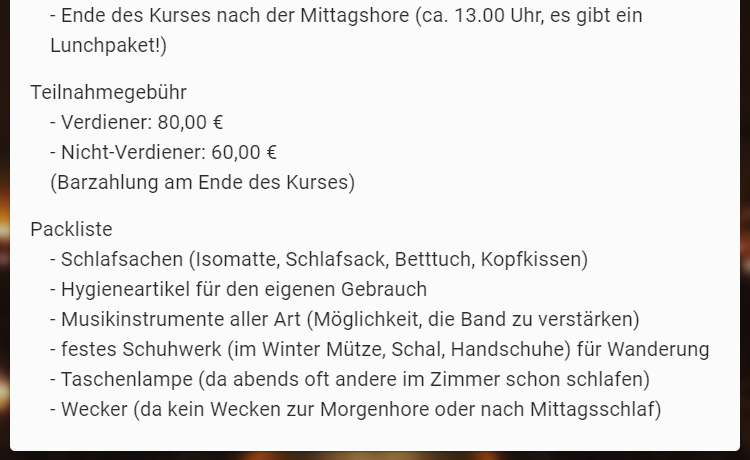 - Ende des Kurses nach der Mittagshore (ca. 13.00 Uhr, es gibt ein
Lunchpaket!)
Teilnahmegebühr
- Verdiener: 80,00 €
- Nicht-Verdiener: 60,00 €
(Barzahlung am Ende des Kurses)
Packliste
- Schlafsachen (Isomatte, Schlafsack, Betttuch, Kopfkissen)
- Hygieneartikel für den eigenen Gebrauch
- Musikinstrumente aller Art (Möglichkeit, die Band zu verstärken)
- festes Schuhwerk (im Winter Mütze, Schal, Handschuhe) für Wanderung
- Taschenlampe (da abends oft andere im Zimmer schon schlafen)
- Wecker (da kein Wecken zur Morgenhore oder nach Mittagsschlaf)